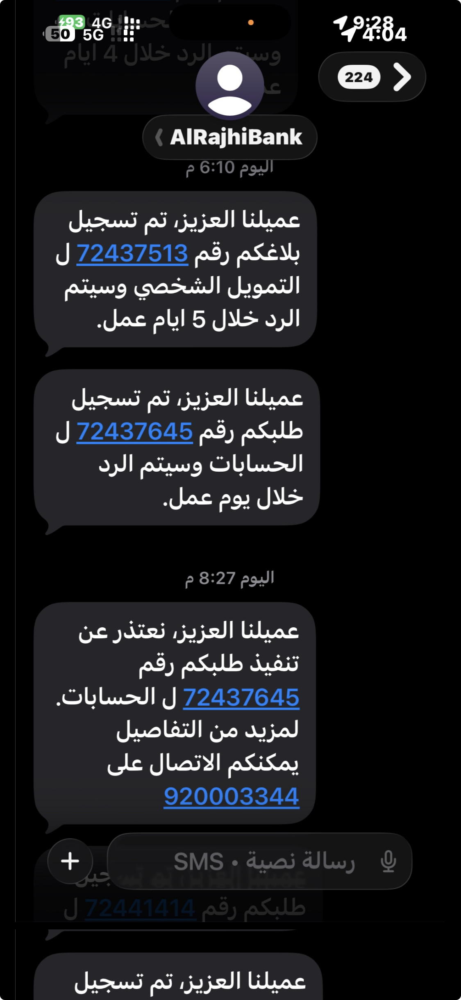 93 4G 9:28
50 5G 4:04
وسيتم الرد خلال 4 ايام
224
AlRajhiBank
اليوم 6:10 م
عميلنا العزيز، تم تسجيل
بلاغكم رقم 72437513 ل
التمويل الشخصي وسيتم
الرد خلال 5 ايام عمل.
عميلنا العزيز، تم تسجيل
طلبكم رقم 72437645 ل
الحسابات وسيتم الرد
خلال يوم عمل.
اليوم 8:27 م
عميلنا العزيز، نعتذر عن
تنفيذ طلبكم رقم
72437645 ل الحسابات.
لمزيد من التفاصيل
يمكنكم الاتصال على
920003344
رسالة نصية • SMS
عميلنا العزيز، تم تسجيل
طلبكم رقم 72441414 ل
عميلنا العزيز، تم تسجيل